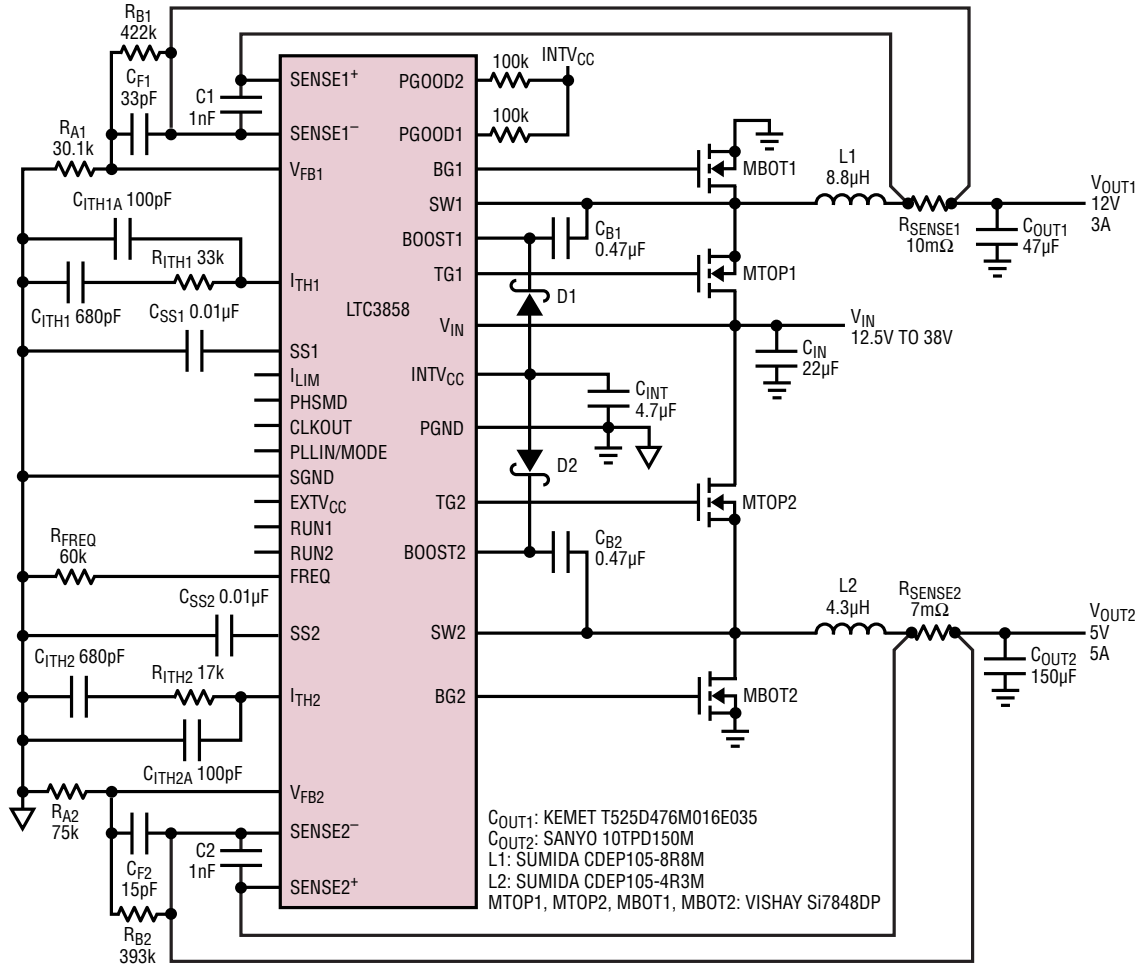 RB1
422k
CF1
33pF
RA1
30.1k
CITH1A 100pF
RITH1 33k
CITH1 680pF
CSS1 0.01µF
RFREQ
60k
CSS2 0.01µF
CITH2 680pF
RITH2 17k
CITH2A 100pF
RA2
75k
CF2
15pF
RB2
393k
C1
1nF
C2
1nF
SENSE1+
SENSE1–
VFB1
ITH1
SS1
ILIM
PHSMD
CLKOUT
PLLIN/MODE
SGND
EXTVCC
RUN1
RUN2
FREQ
SS2
ITH2
VFB2
SENSE2–
SENSE2+
LTC3858
PGOOD2
PGOOD1
BG1
SW1
BOOST1
TG1
VIN
INTVCC
PGND
TG2
BOOST2
SW2
BG2
100k
INTVCC
100k
MBOT1
L1
8.8µH
RSENSE1
10mΩ
VOUT1
12V
3A
COUT1
47µF
CB1
0.47µF
MTOP1
D1
VIN
12.5V TO 38V
CIN
22µF
CINT
4.7µF
D2
MTOP2
CB2
0.47µF
L2
4.3µH
RSENSE2
7mΩ
VOUT2
5V
5A
COUT2
150µF
MBOT2
COUT1: KEMET T525D476M016E035
COUT2: SANYO 10TPD150M
L1: SUMIDA CDEP105-8R8M
L2: SUMIDA CDEP105-4R3M
MTOP1, MTOP2, MBOT1, MBOT2: VISHAY Si7848DP